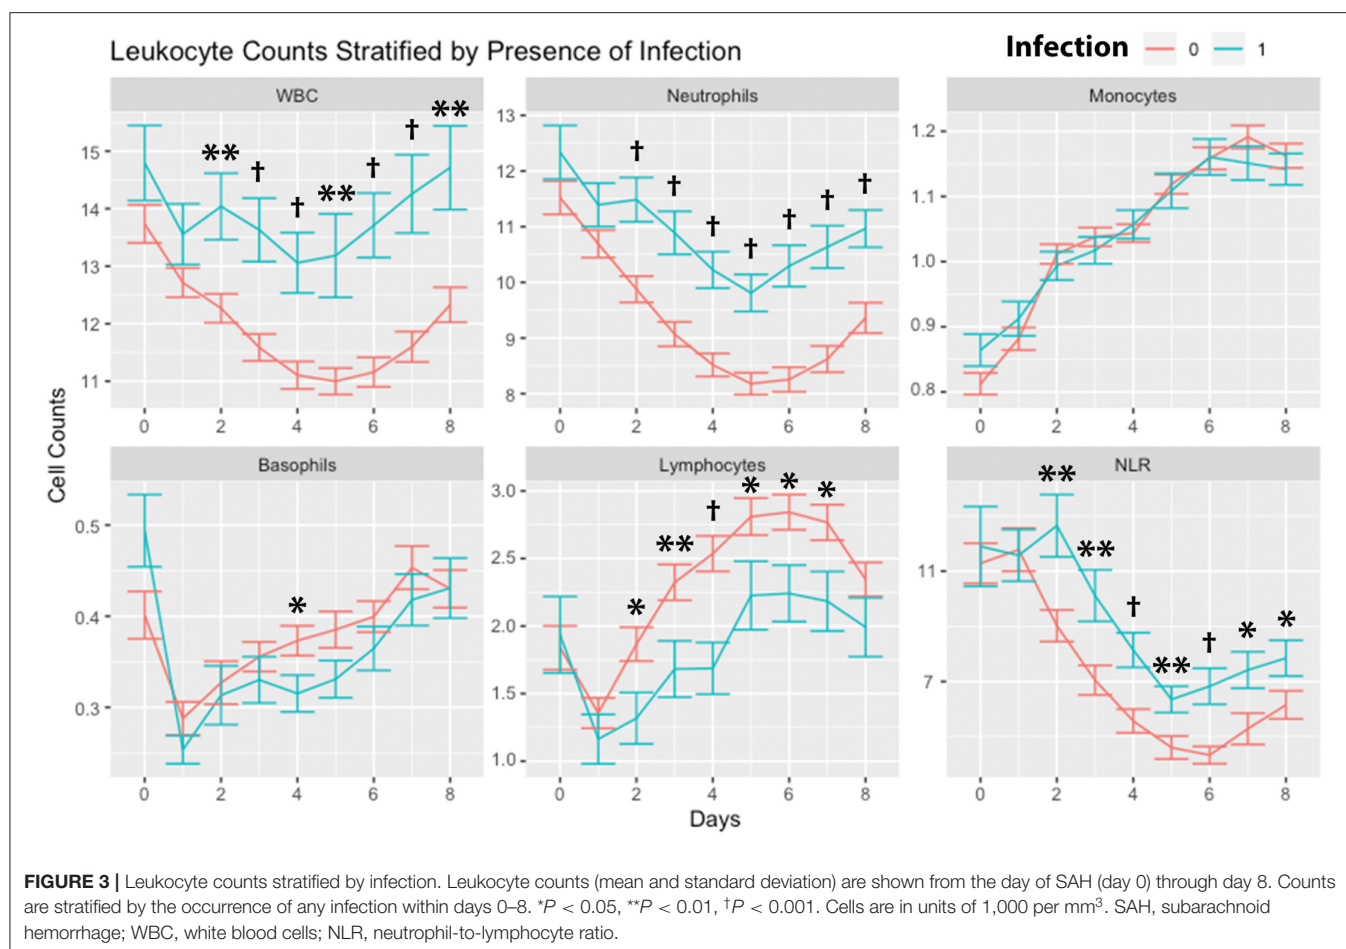 Leukocyte Counts Stratified by Presence of Infection
Infection 0 1
WBC
** † † ** † † **
15
14
13
12
11
0 2 4 6 8
Neutrophils
† † † † † † †
13
12
11
10
9
8
0 2 4 6 8
Monocytes
1.2
1.1
1.0
0.9
0.8
0 2 4 6 8
Cell Counts
Basophils
*
0.5
0.4
0.3
0 2 4 6 8
Lymphocytes
* ** † * * *
3.0
2.5
2.0
1.5
1.0
0 2 4 6 8
NLR
** ** † ** † * *
11
7
0 2 4 6 8
Days
FIGURE 3 | Leukocyte counts stratified by infection. Leukocyte counts (mean and standard deviation) are shown from the day of SAH (day 0) through day 8. Counts
are stratified by the occurrence of any infection within days 0–8. *P < 0.05, **P < 0.01, †P < 0.001. Cells are in units of 1,000 per mm³. SAH, subarachnoid
hemorrhage; WBC, white blood cells; NLR, neutrophil-to-lymphocyte ratio.